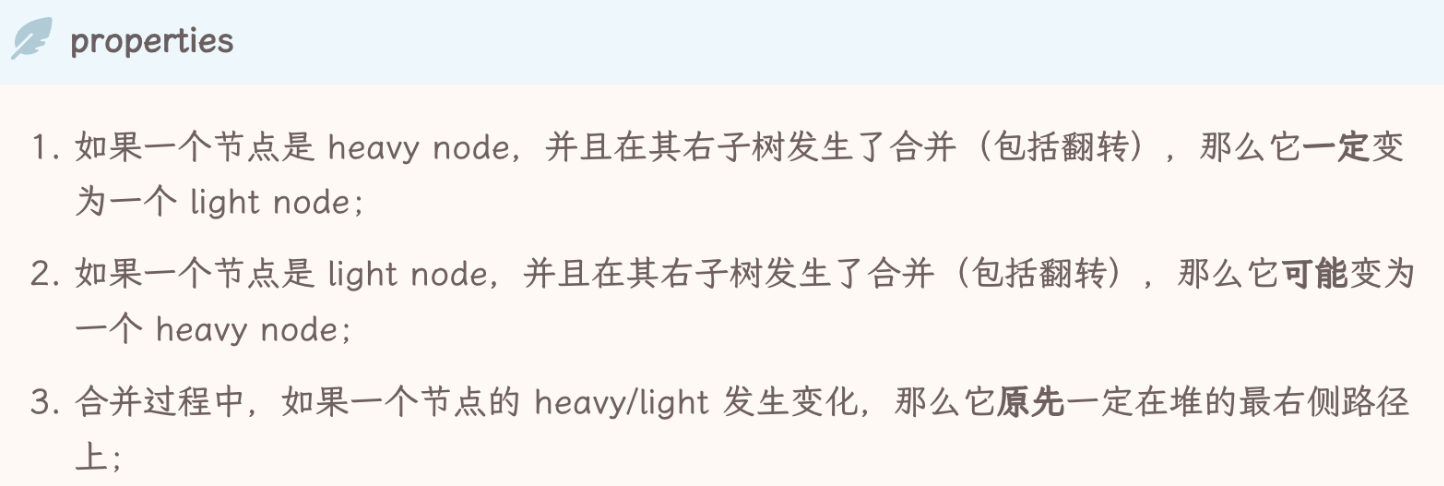 properties
1. 如果一个节点是 heavy node，并且在其右子树发生了合并（包括翻转），那么它一定变
为一个 light node；
2. 如果一个节点是 light node，并且在其右子树发生了合并（包括翻转），那么它可能变为
一个 heavy node；
3. 合并过程中，如果一个节点的 heavy/light 发生变化，那么它原先一定在堆的最右侧路径
上；